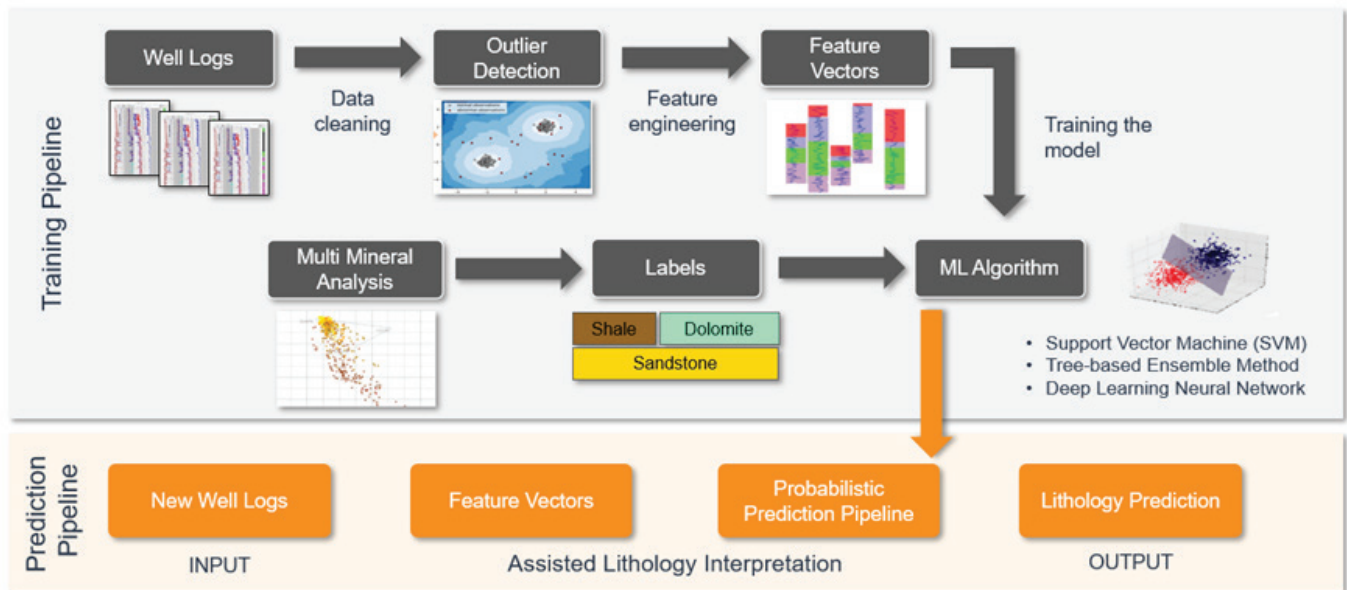 Training Pipeline
Well Logs
Data
cleaning
Outlier
Detection
Feature
engineering
Feature
Vectors
Training the
model
Multi Mineral
Analysis
Labels
Shale
Dolomite
Sandstone
ML Algorithm
• Support Vector Machine (SVM)
• Tree-based Ensemble Method
• Deep Learning Neural Network
Prediction
Pipeline
New Well Logs
Feature Vectors
Probabilistic
Prediction Pipeline
Lithology Prediction
INPUT
Assisted Lithology Interpretation
OUTPUT